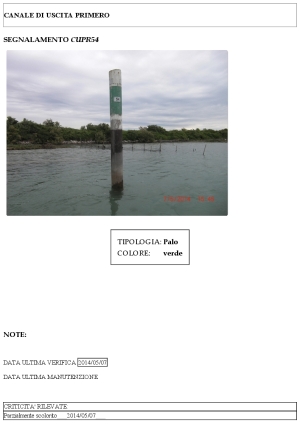 CANALE DI USCITA PRIMERO
SEGNALAMENTO CUPR54
TIPOLOGIA: Palo
COLORE: verde
NOTE:
DATA ULTIMA VERIFICA 2014/05/07
DATA ULTIMA MANUTENZIONE
CRITICITA' RILEVATE
Parzialmente scolorito 2014/05/07